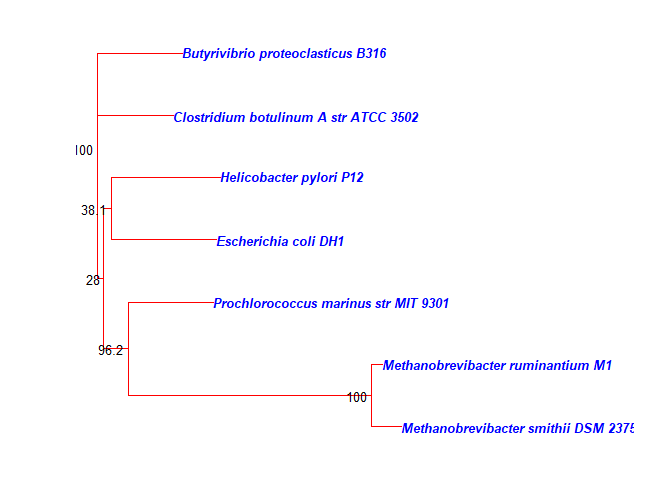 Butyrivibrio proteoclasticus B316
Clostridium botulinum A str ATCC 3502
100
Helicobacter pylori P12
38.1
Escherichia coli DH1
28
Prochlorococcus marinus str MIT 9301
96.2
Methanobrevibacter ruminantium M1
100
Methanobrevibacter smithii DSM 2375